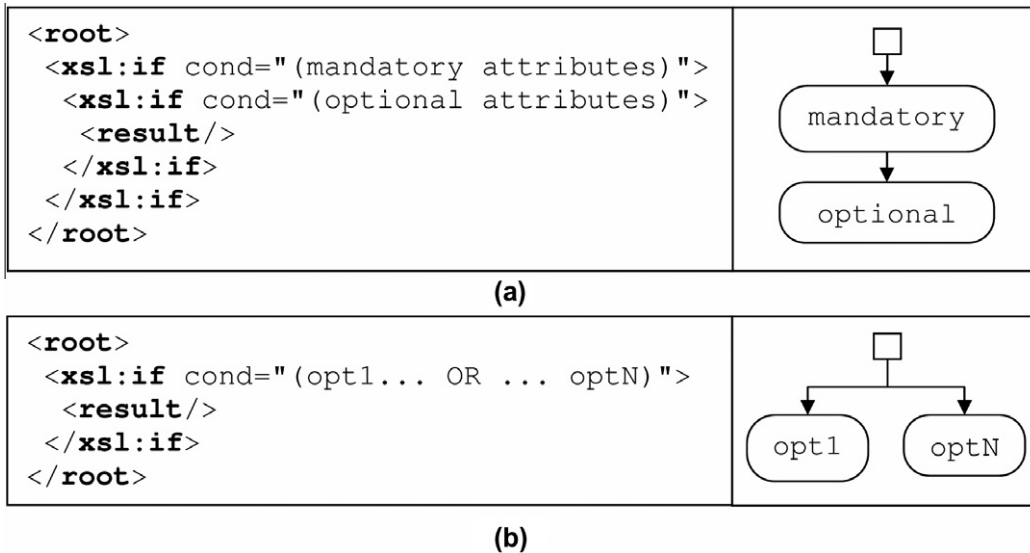 <root>
<xsl:if cond="(mandatory attributes)">
<xsl:if cond="(optional attributes)">
<result/>
</xsl:if>
</xsl:if>
</root>
mandatory
optional
(a)
<root>
<xsl:if cond="(opt1... OR ... optN)">
<result/>
</xsl:if>
</root>
opt1 optN
(b)